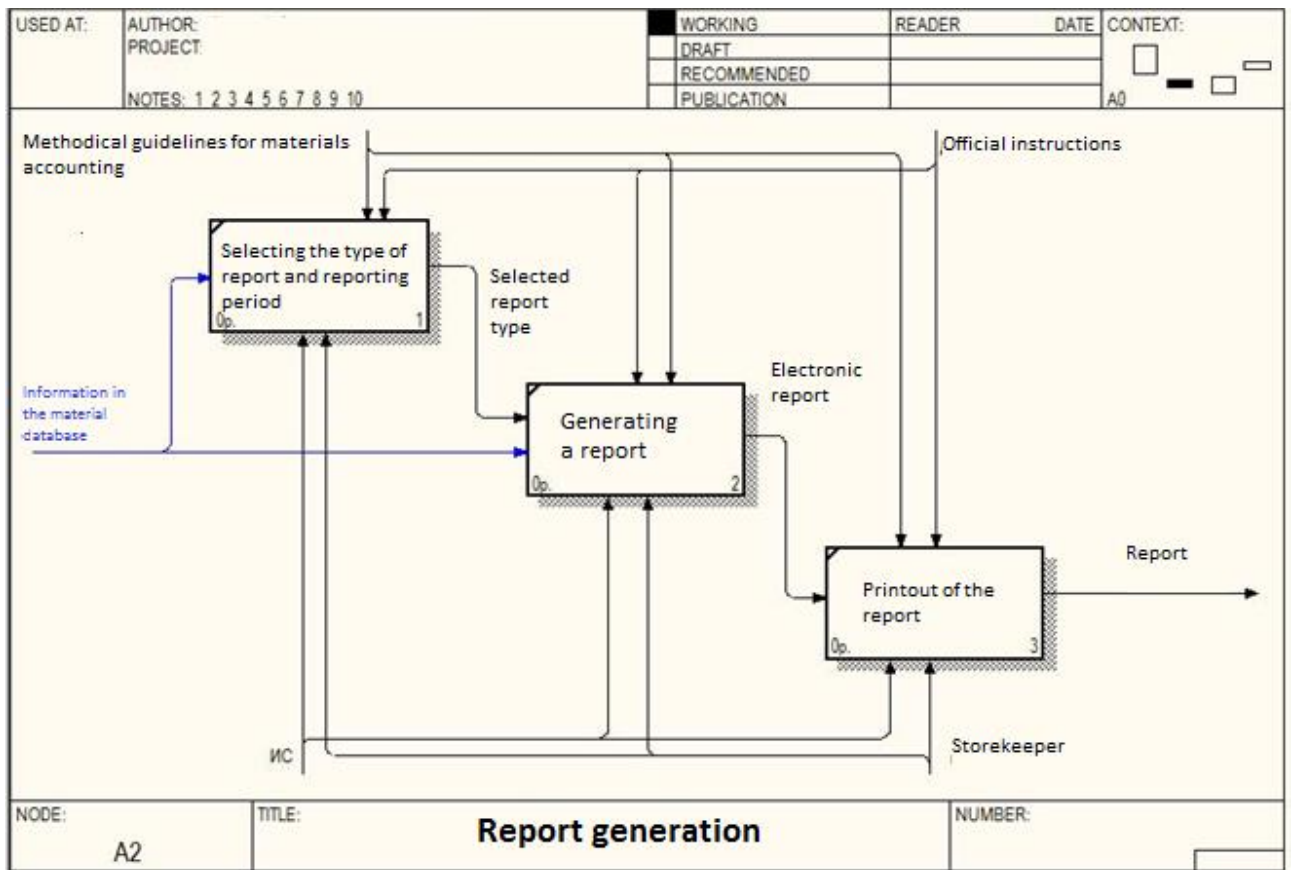 USED AT:
AUTHOR:
PROJECT:
NOTES: 1 2 3 4 5 6 7 8 9 10
WORKING
DRAFT
RECOMMENDED
PUBLICATION
READER DATE
CONTEXT:
A0
Methodical guidelines for materials
accounting
Official instructions
Selecting the type of
report and reporting
period
0р. 1
Selected
report
type
Information in
the material
database
Electronic
report
Generating
a report
0р. 2
Report
Printout of the
report
0р. 3
ИС
Storekeeper
NODE:
A2
TITLE:
Report generation
NUMBER: